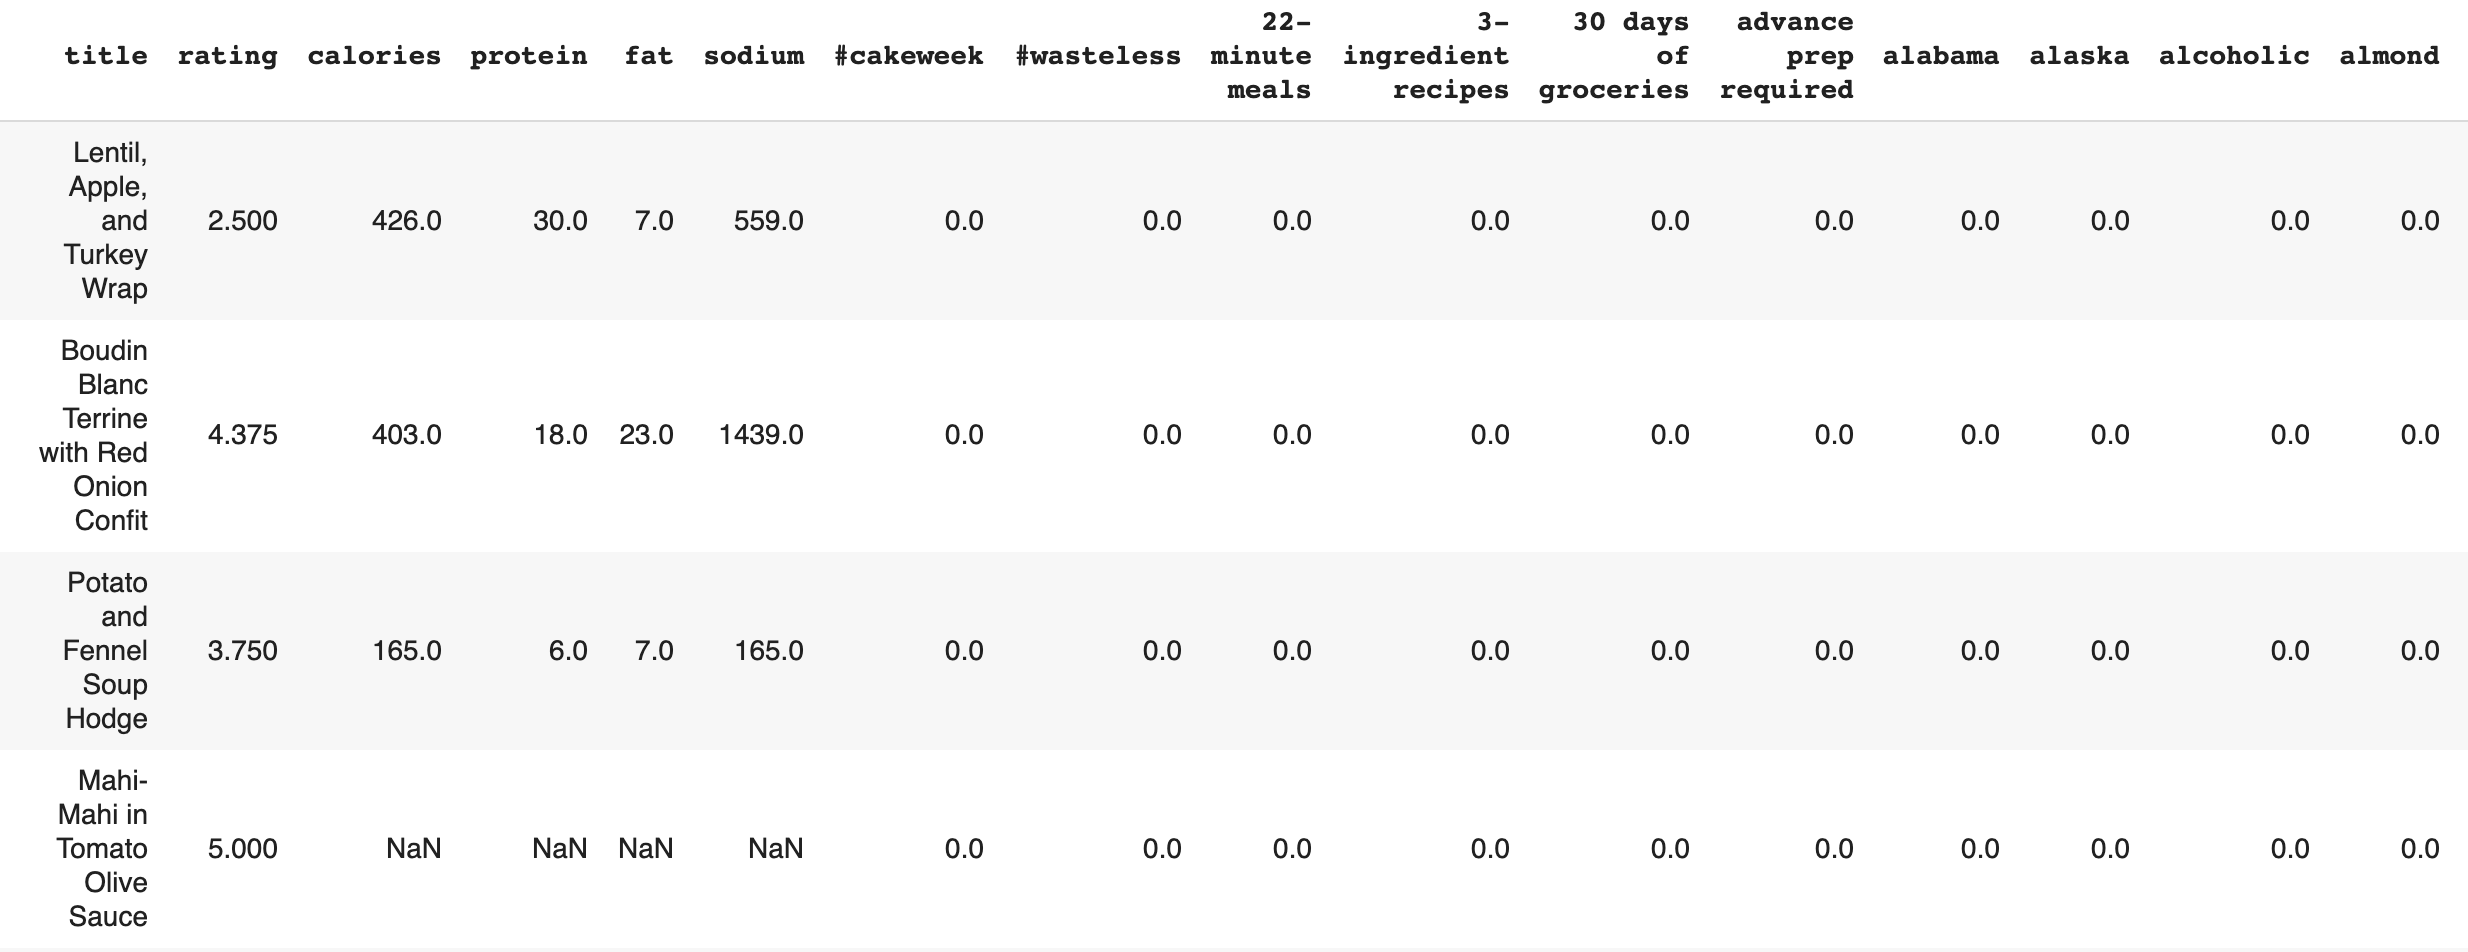 title rating calories protein fat sodium #cakeweek #wasteless 22-minute meals 3-ingredient recipes 30 days of groceries advance prep required alabama alaska alcoholic almond
Lentil, Apple, and Turkey Wrap 2.500 426.0 30.0 7.0 559.0 0.0 0.0 0.0 0.0 0.0 0.0 0.0 0.0 0.0 0.0
Boudin Blanc Terrine with Red Onion Confit 4.375 403.0 18.0 23.0 1439.0 0.0 0.0 0.0 0.0 0.0 0.0 0.0 0.0 0.0 0.0
Potato and Fennel Soup Hodge 3.750 165.0 6.0 7.0 165.0 0.0 0.0 0.0 0.0 0.0 0.0 0.0 0.0 0.0 0.0
Mahi-Mahi in Tomato Olive Sauce 5.000 NaN NaN NaN NaN 0.0 0.0 0.0 0.0 0.0 0.0 0.0 0.0 0.0 0.0